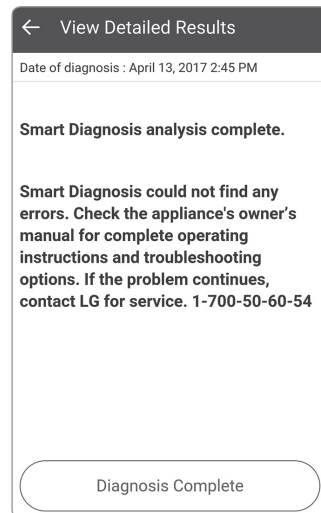 ← View Detailed Results
Date of diagnosis : April 13, 2017 2:45 PM
Smart Diagnosis analysis complete.
Smart Diagnosis could not find any
errors. Check the appliance's owner’s
manual for complete operating
instructions and troubleshooting
options. If the problem continues,
contact LG for service. 1-700-50-60-54
Diagnosis Complete